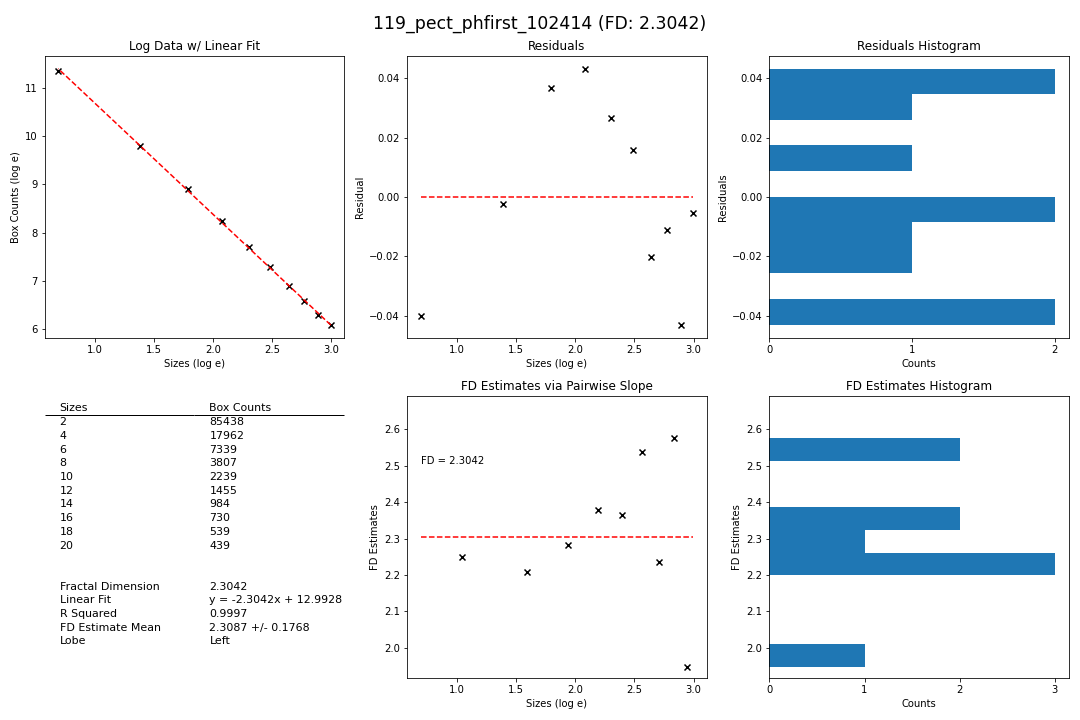 119_pect_phfirst_102414 (FD: 2.3042)
Log Data w/ Linear Fit
Box Counts (log e)
11
10
9
8
7
6
1.0 1.5 2.0 2.5 3.0
Sizes (log e)
Residuals
Residual
0.04
0.02
0.00
−0.02
−0.04
1.0 1.5 2.0 2.5 3.0
Sizes (log e)
Residuals Histogram
Residuals
0.04
0.02
0.00
−0.02
−0.04
0 1 2
Counts
Sizes Box Counts
2 85438
4 17962
6 7339
8 3807
10 2239
12 1455
14 984
16 730
18 539
20 439
Fractal Dimension 2.3042
Linear Fit y = -2.3042x + 12.9928
R Squared 0.9997
FD Estimate Mean 2.3087 +/- 0.1768
Lobe Left
FD Estimates via Pairwise Slope
FD Estimates
2.6
2.5
2.4
2.3
2.2
2.1
2.0
FD = 2.3042
1.0 1.5 2.0 2.5 3.0
Sizes (log e)
FD Estimates Histogram
FD Estimates
2.6
2.5
2.4
2.3
2.2
2.1
2.0
0 1 2 3
Counts